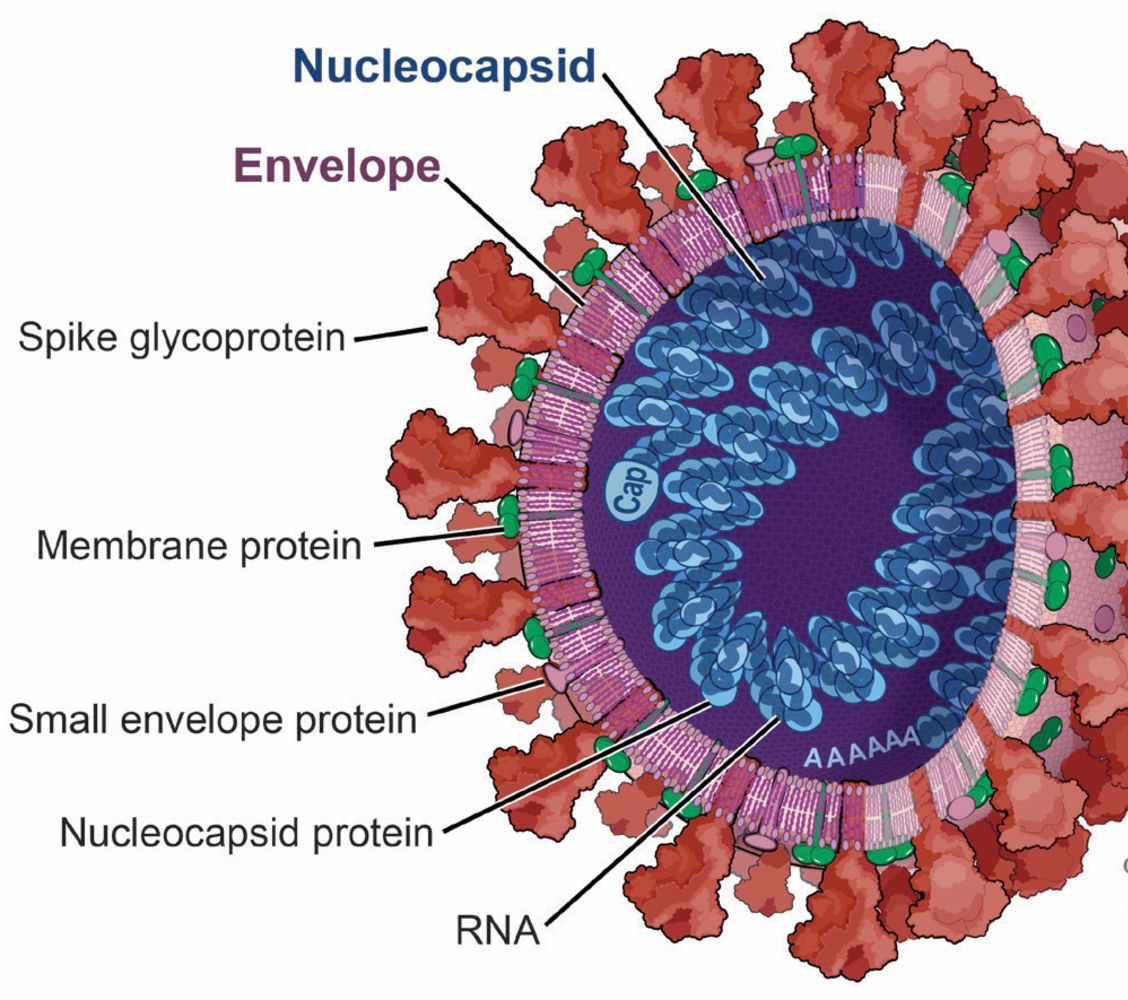 Nucleocapsid
Envelope
Spike glycoprotein
Cap
Membrane protein
Small envelope protein
AAAAAA
Nucleocapsid protein
RNA